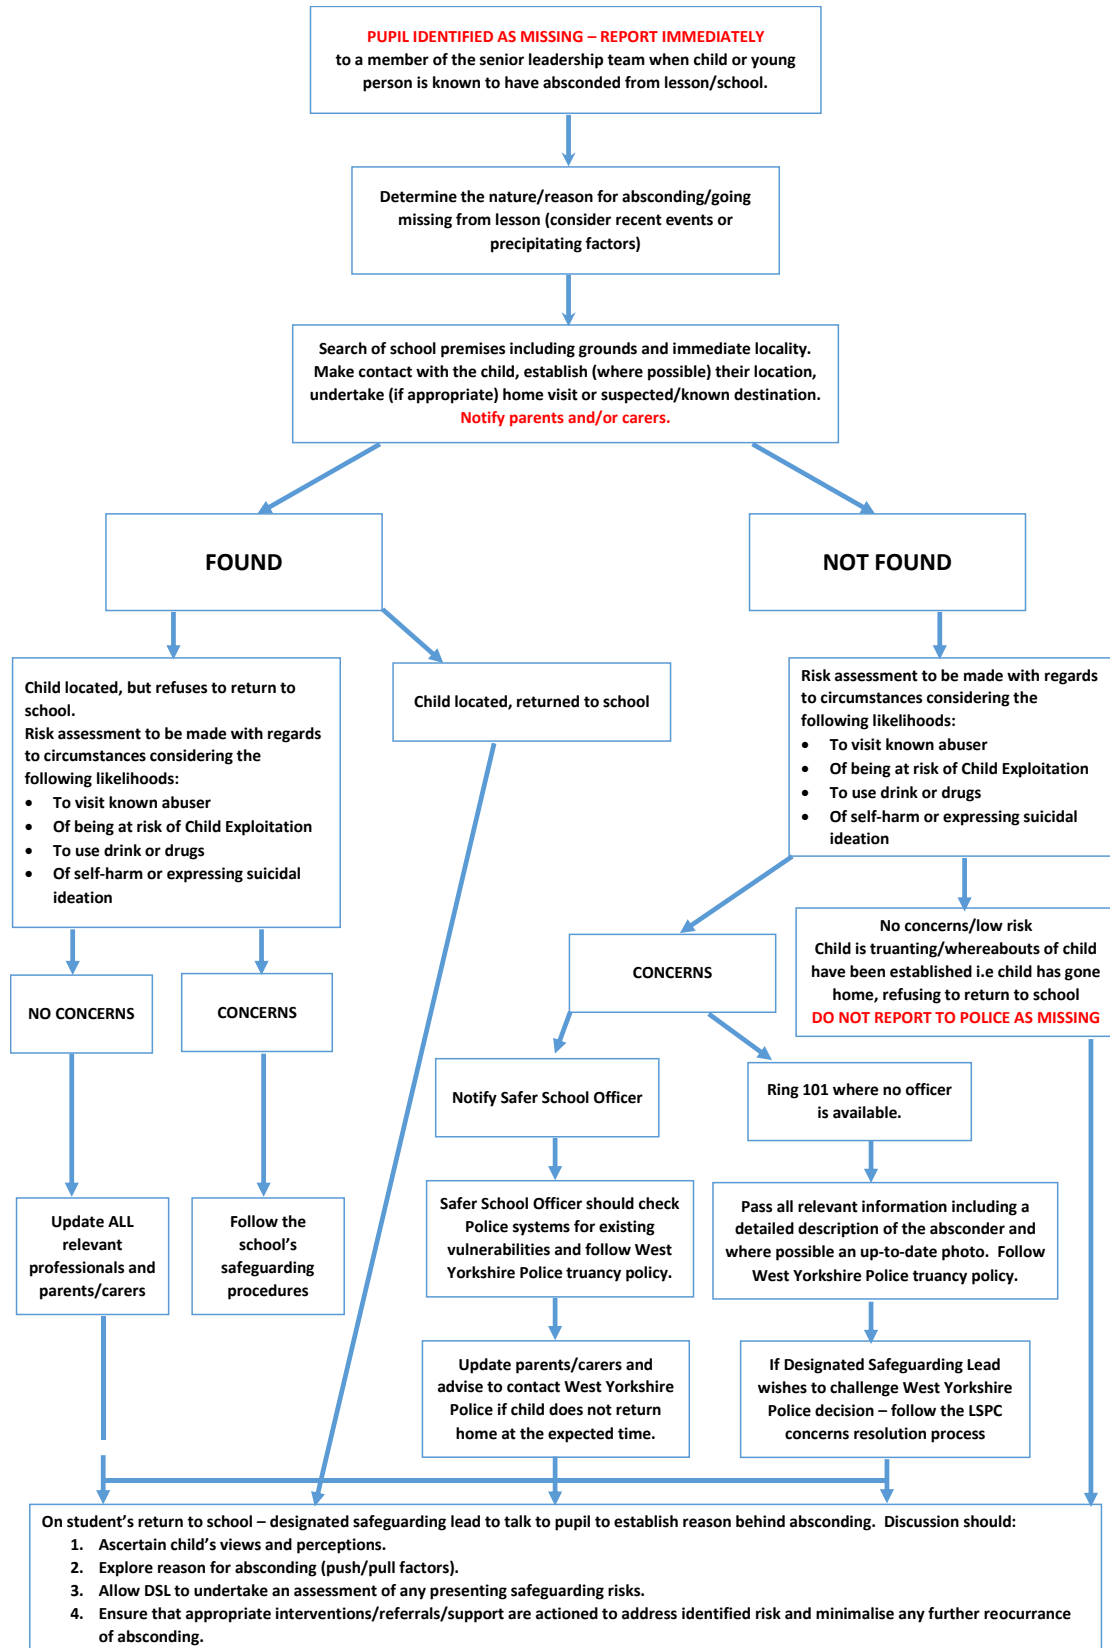 PUPIL IDENTIFIED AS MISSING – REPORT IMMEDIATELY
to a member of the senior leadership team when child or young
person is known to have absconded from lesson/school.
Determine the nature/reason for absconding/going
missing from lesson (consider recent events or
precipitating factors)
Search of school premises including grounds and immediate locality.
Make contact with the child, establish (where possible) their location,
undertake (if appropriate) home visit or suspected/known destination.
Notify parents and/or carers.
FOUND
NOT FOUND
Child located, but refuses to return to
school.
Risk assessment to be made with regards
to circumstances considering the
following likelihoods:
• To visit known abuser
• Of being at risk of Child Exploitation
• To use drink or drugs
• Of self-harm or expressing suicidal
ideation
Child located, returned to school
Risk assessment to be made with regards
to circumstances considering the
following likelihoods:
• To visit known abuser
• Of being at risk of Child Exploitation
• To use drink or drugs
• Of self-harm or expressing suicidal
ideation
NO CONCERNS
CONCERNS
CONCERNS
No concerns/low risk
Child is truanting/whereabouts of child
have been established i.e child has gone
home, refusing to return to school
DO NOT REPORT TO POLICE AS MISSING
Notify Safer School Officer
Ring 101 where no officer
is available.
Update ALL
relevant
professionals and
parents/carers
Follow the
school's
safeguarding
procedures
Safer School Officer should check
Police systems for existing
vulnerabilities and follow West
Yorkshire Police truancy policy.
Pass all relevant information including a
detailed description of the absconder and
where possible an up-to-date photo.  Follow
West Yorkshire Police truancy policy.
Update parents/carers and
advise to contact West Yorkshire
Police if child does not return
home at the expected time.
If Designated Safeguarding Lead
wishes to challenge West Yorkshire
Police decision – follow the LSPC
concerns resolution process
On student's return to school – designated safeguarding lead to talk to pupil to establish reason behind absconding.  Discussion should:
1. Ascertain child's views and perceptions.
2. Explore reason for absconding (push/pull factors).
3. Allow DSL to undertake an assessment of any presenting safeguarding risks.
4. Ensure that appropriate interventions/referrals/support are actioned to address identified risk and minimalise any further reocurrance
of absconding.